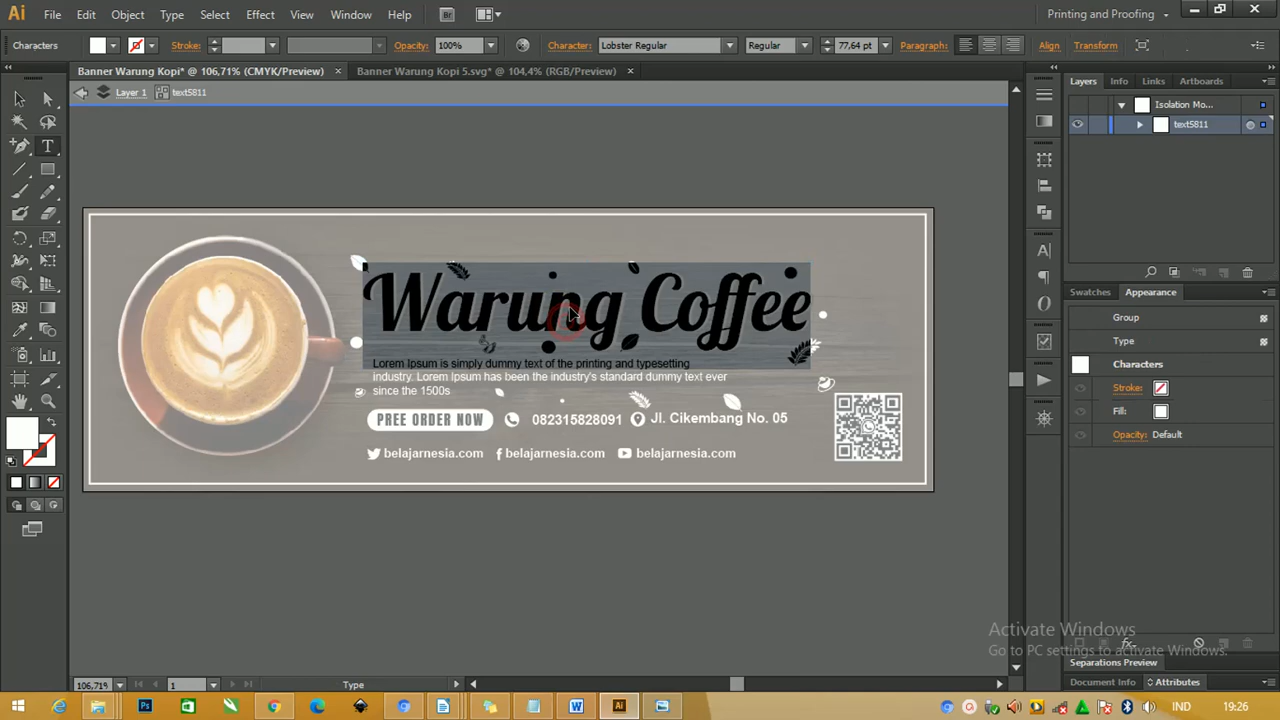 Ai File Edit Object Type Select Effect View Window Help Br Printing and Proofing
Characters Stroke: Opacity: 100% Character: Lobster Regular Regular 77,64 pt Paragraph: Align Transform
Banner Warung Kopi* @ 106,71% (CMYK/Preview) × Banner Warung Kopi 5.svg* @ 104,4% (RGB/Preview) ×
Layer 1 text5811
Layers Info Links Artboards
Isolation Mo...
text5811
Warung Coffee
Lorem Ipsum is simply dummy text of the printing and typesetting
industry. Lorem Ipsum has been the industry's standard dummy text ever
since the 1500s
PREE ORDER NOW 082315828091 Jl. Cikembang No. 05
belajarnesia.com belajarnesia.com belajarnesia.com
Swatches Appearance
Group
Type
Characters
Stroke:
Fill:
Opacity: Default
Activate Windows
Go to PC settings to activate Windows.
fx
Separations Preview
Document Info Attributes
106,71% 1 Type
Ps W Ai IND 19:26